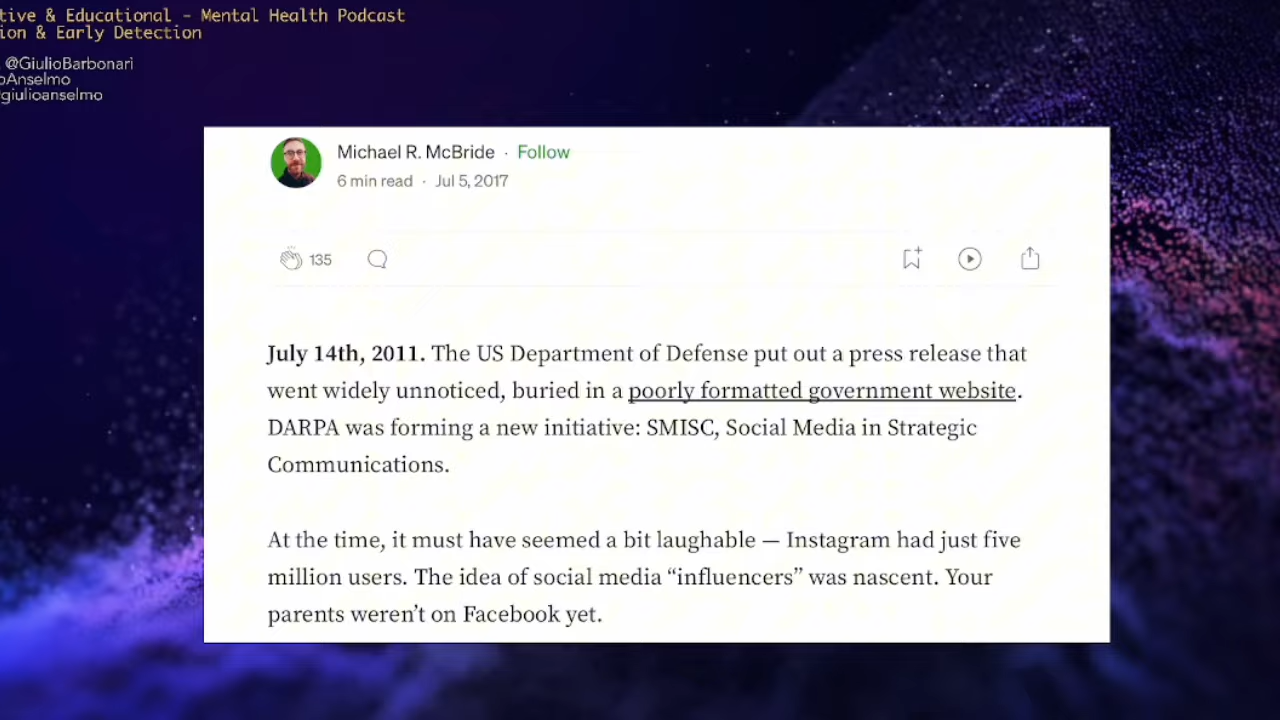 tive & Educational - Mental Health Podcast
ion & Early Detection
@GiulioBarbonari
oAnselmo
giulioanselmo
Michael R. McBride · Follow
6 min read · Jul 5, 2017
135
July 14th, 2011. The US Department of Defense put out a press release that
went widely unnoticed, buried in a poorly formatted government website.
DARPA was forming a new initiative: SMISC, Social Media in Strategic
Communications.
At the time, it must have seemed a bit laughable — Instagram had just five
million users. The idea of social media “influencers” was nascent. Your
parents weren’t on Facebook yet.